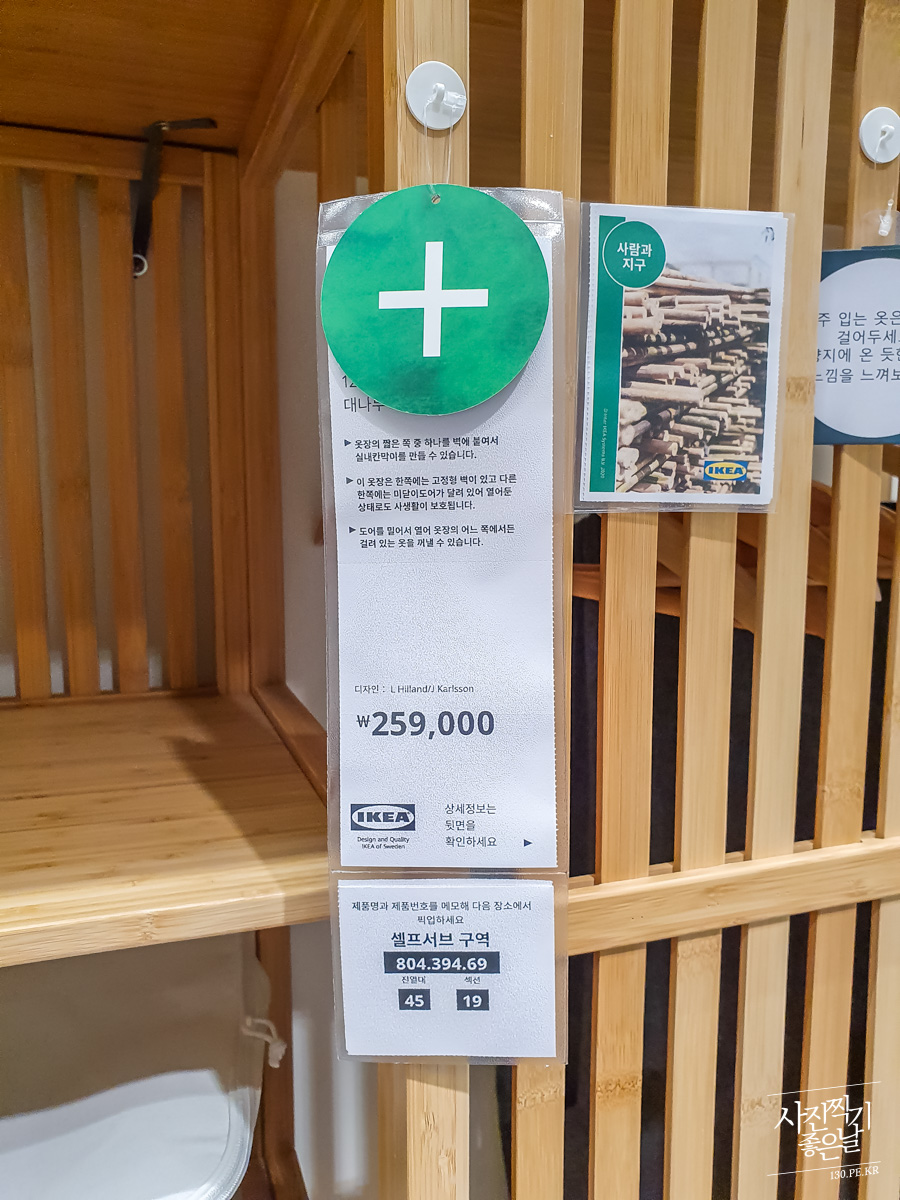 대나무
▶ 옷장의 짧은 쪽 중 하나를 벽에 붙여서
실내칸막이를 만들 수 있습니다.
▶ 이 옷장은 한쪽에는 고정형 벽이 있고 다른
한쪽에는 미닫이도어가 달려 있어 열어둔
상태로도 사생활이 보호됩니다.
▶ 도어를 밀어서 열어 옷장의 어느 쪽에서든
걸려 있는 옷을 꺼낼 수 있습니다.
디자인 : L Hilland/J Karlsson
₩259,000
IKEA
Design and Quality
IKEA of Sweden
상세정보는
뒷면을
확인하세요 ▶
제품명과 제품번호를 메모해 다음 장소에서
픽업하세요
셀프서브 구역
804.394.69
진열대 섹션
45 19
사람과
지구
IKEA
입는 옷은
걸어두세
온 듯한
사진찍기
좋은날
130.PE.KR